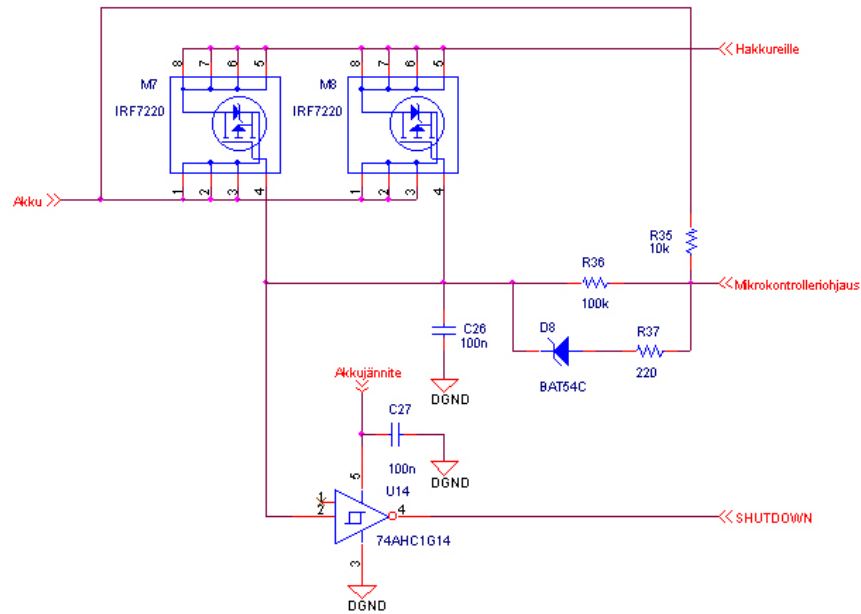 8 7 6 5
8 7 6 5
Hakkureille
M7
IRF7220
M8
IRF7220
1 2 3 4
1 2 3 4
Akku
R35
10k
R36
100k
Mikrokontrolleriohjaus
C26
100n
D8
BAT54C
R37
220
DGND
Akkujännite
C27
100n
DGND
5
U14
1
2
4
74AHC1G14
SHUTDOWN
3
DGND